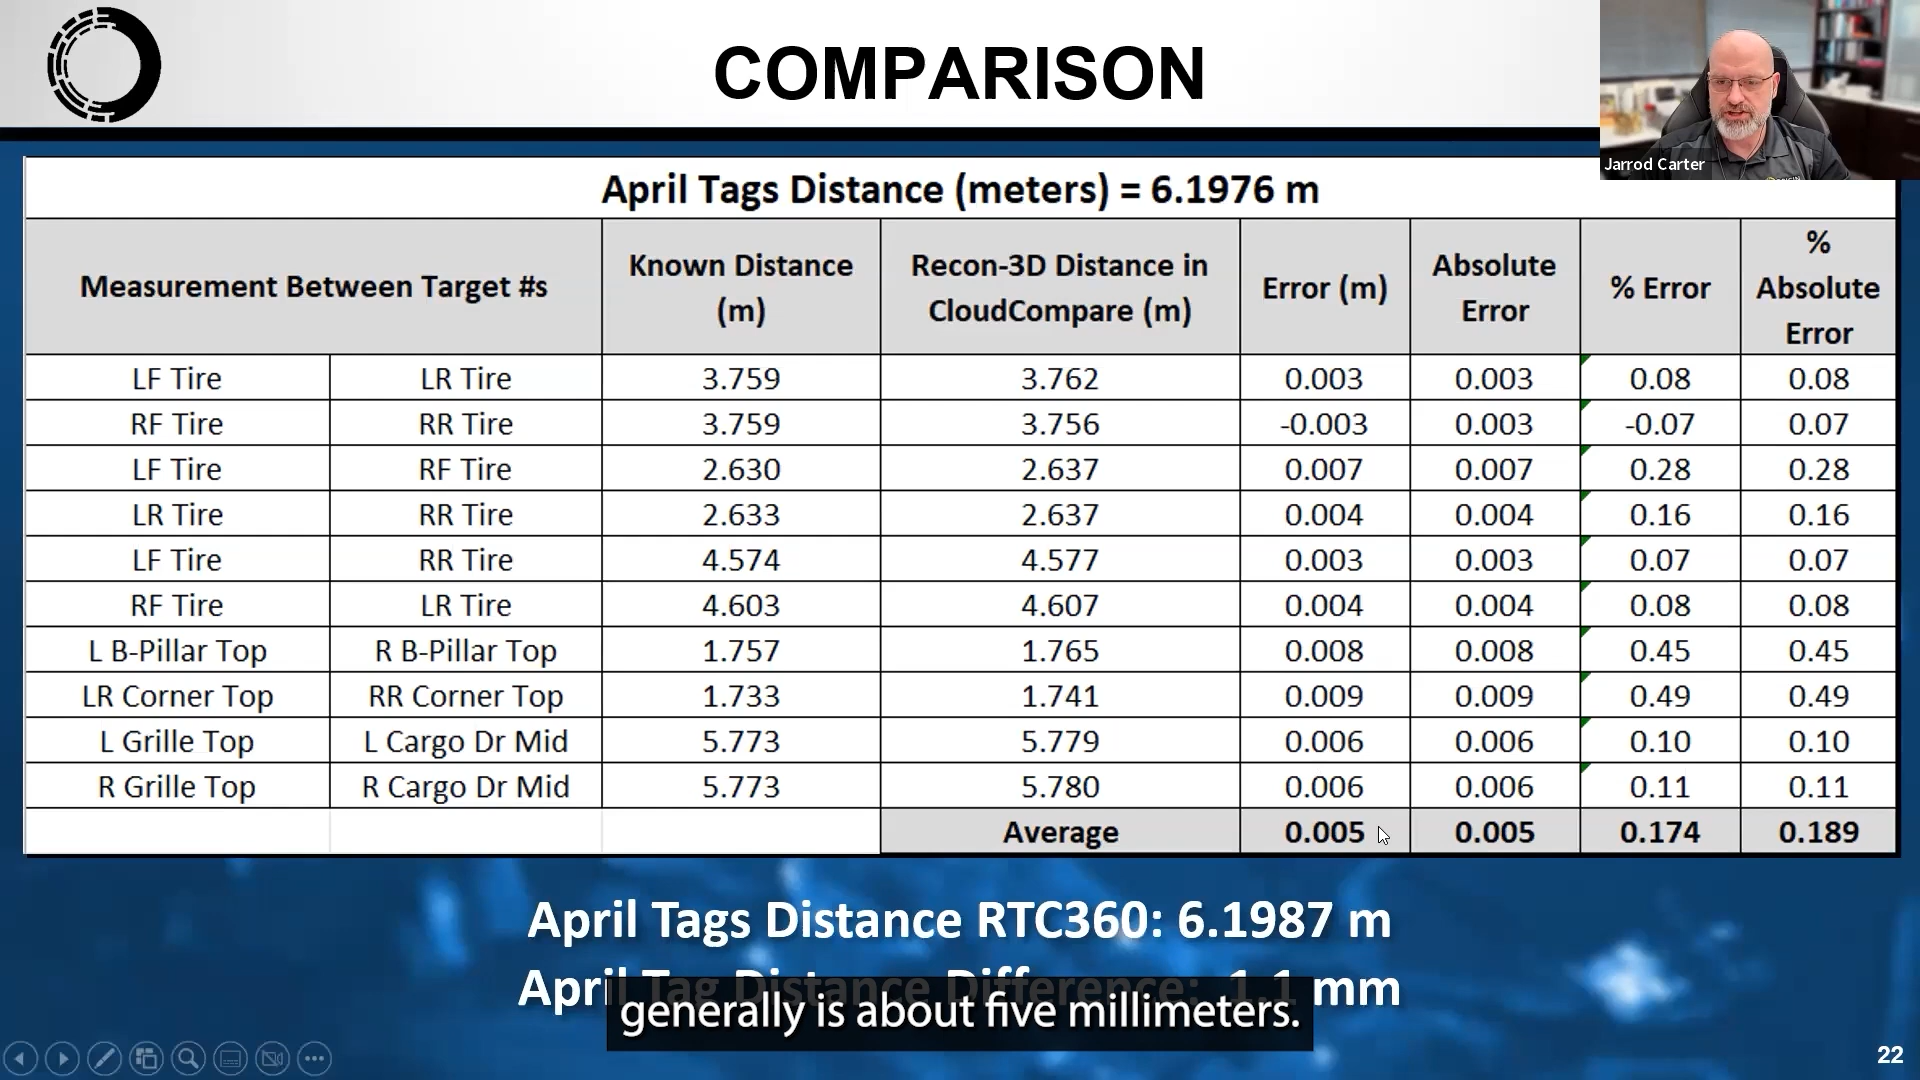 COMPARISON
Jarrod Carter
April Tags Distance (meters) = 6.1976 m
Measurement Between Target #s
Known Distance
(m)
Recon-3D Distance in
CloudCompare (m)
Error (m)
Absolute
Error
% Error
%
Absolute
Error
LF Tire LR Tire 3.759 3.762 0.003 0.003 0.08 0.08
RF Tire RR Tire 3.759 3.756 -0.003 0.003 -0.07 0.07
LF Tire RF Tire 2.630 2.637 0.007 0.007 0.28 0.28
LR Tire RR Tire 2.633 2.637 0.004 0.004 0.16 0.16
LF Tire RR Tire 4.574 4.577 0.003 0.003 0.07 0.07
RF Tire LR Tire 4.603 4.607 0.004 0.004 0.08 0.08
L B-Pillar Top R B-Pillar Top 1.757 1.765 0.008 0.008 0.45 0.45
LR Corner Top RR Corner Top 1.733 1.741 0.009 0.009 0.49 0.49
L Grille Top L Cargo Dr Mid 5.773 5.779 0.006 0.006 0.10 0.10
R Grille Top R Cargo Dr Mid 5.773 5.780 0.006 0.006 0.11 0.11
Average 0.005 0.005 0.174 0.189
April Tags Distance RTC360: 6.1987 m
April Tag Distance Difference: 1.1 mm
generally is about five millimeters.
22